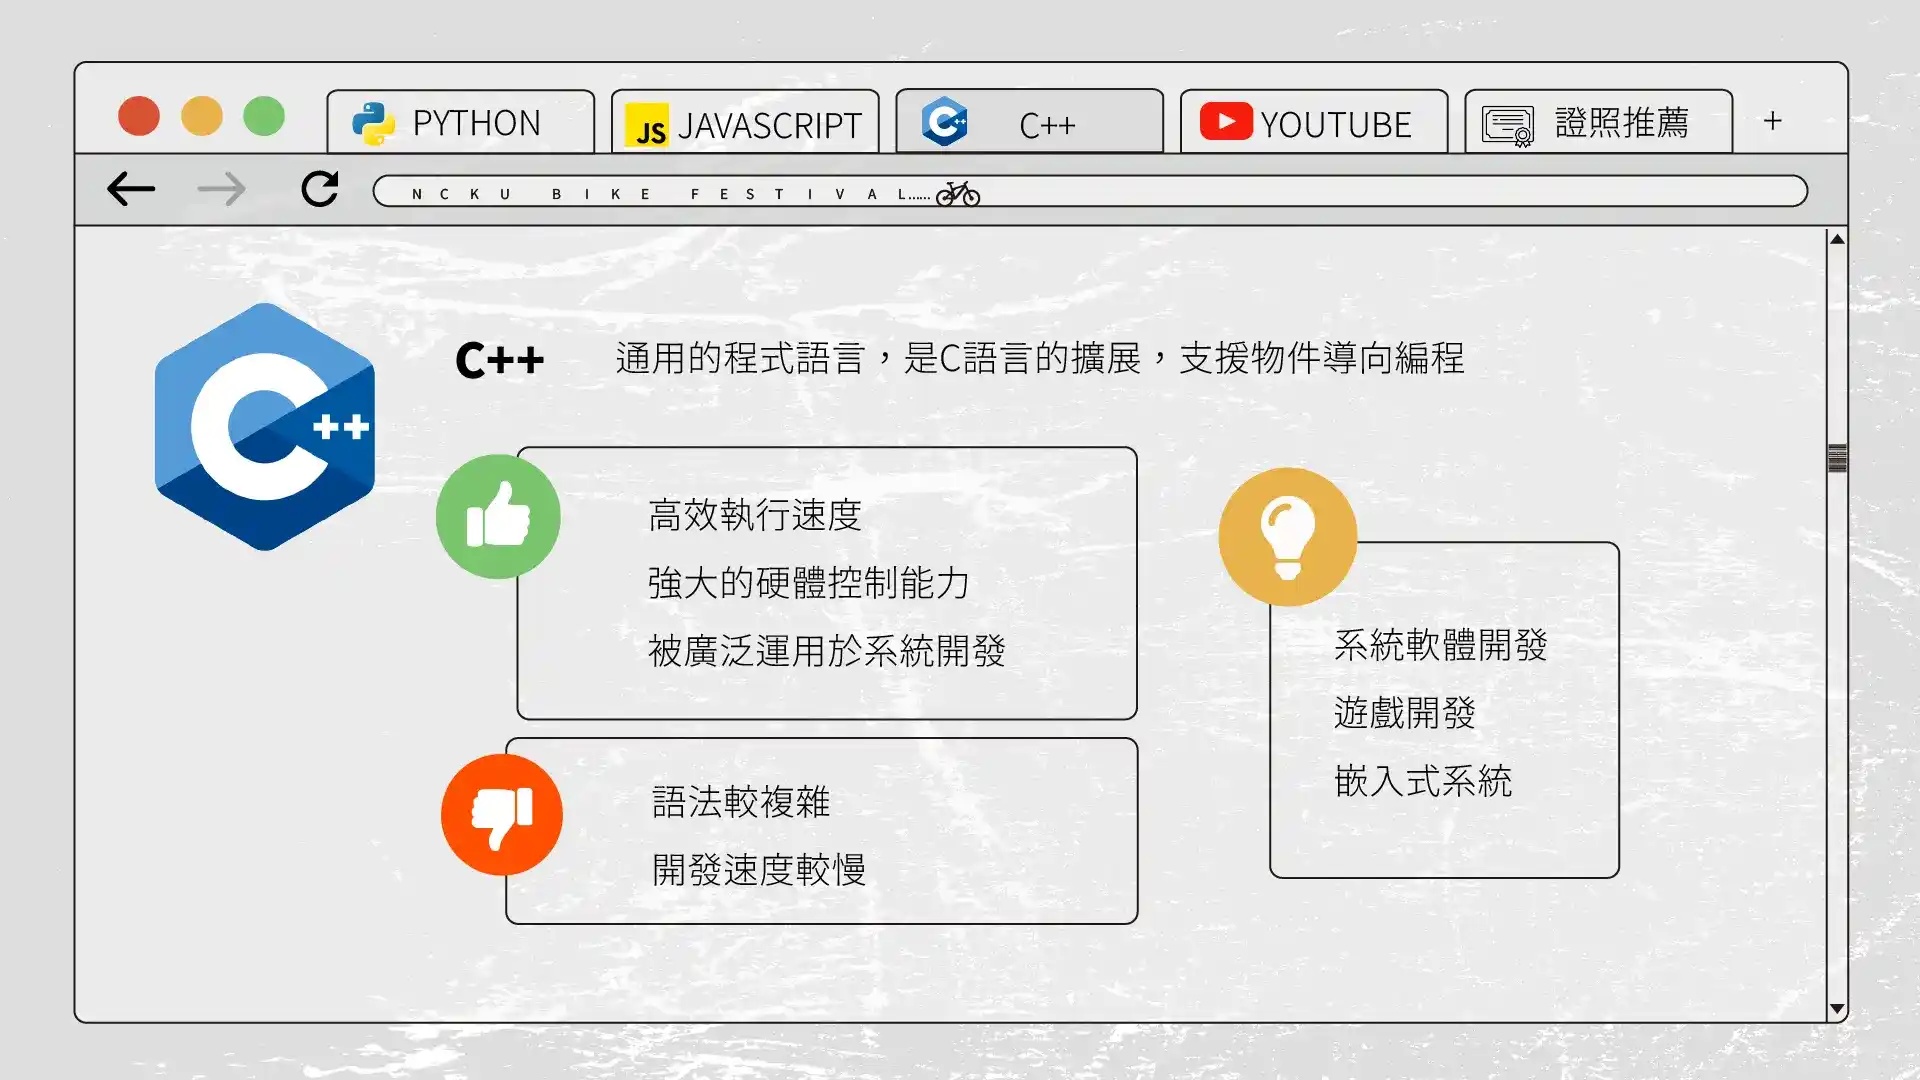 PYTHON
JS JAVASCRIPT
C++ C++
YOUTUBE
證照推薦
+
NCKU BIKE FESTIVAL......
C++
C++
通用的程式語言，是C語言的擴展，支援物件導向編程
高效執行速度
強大的硬體控制能力
被廣泛運用於系統開發
語法較複雜
開發速度較慢
系統軟體開發
遊戲開發
嵌入式系統